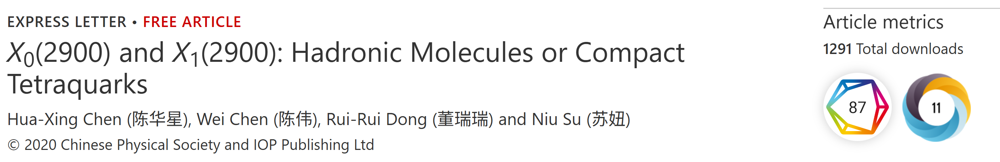 EXPRESS LETTER • FREE ARTICLE
X₀(2900) and X₁(2900): Hadronic Molecules or Compact
Tetraquarks
Hua-Xing Chen (陈华星), Wei Chen (陈伟), Rui-Rui Dong (董瑞瑞) and Niu Su (苏妞)
© 2020 Chinese Physical Society and IOP Publishing Ltd
Article metrics
1291 Total downloads
87
11